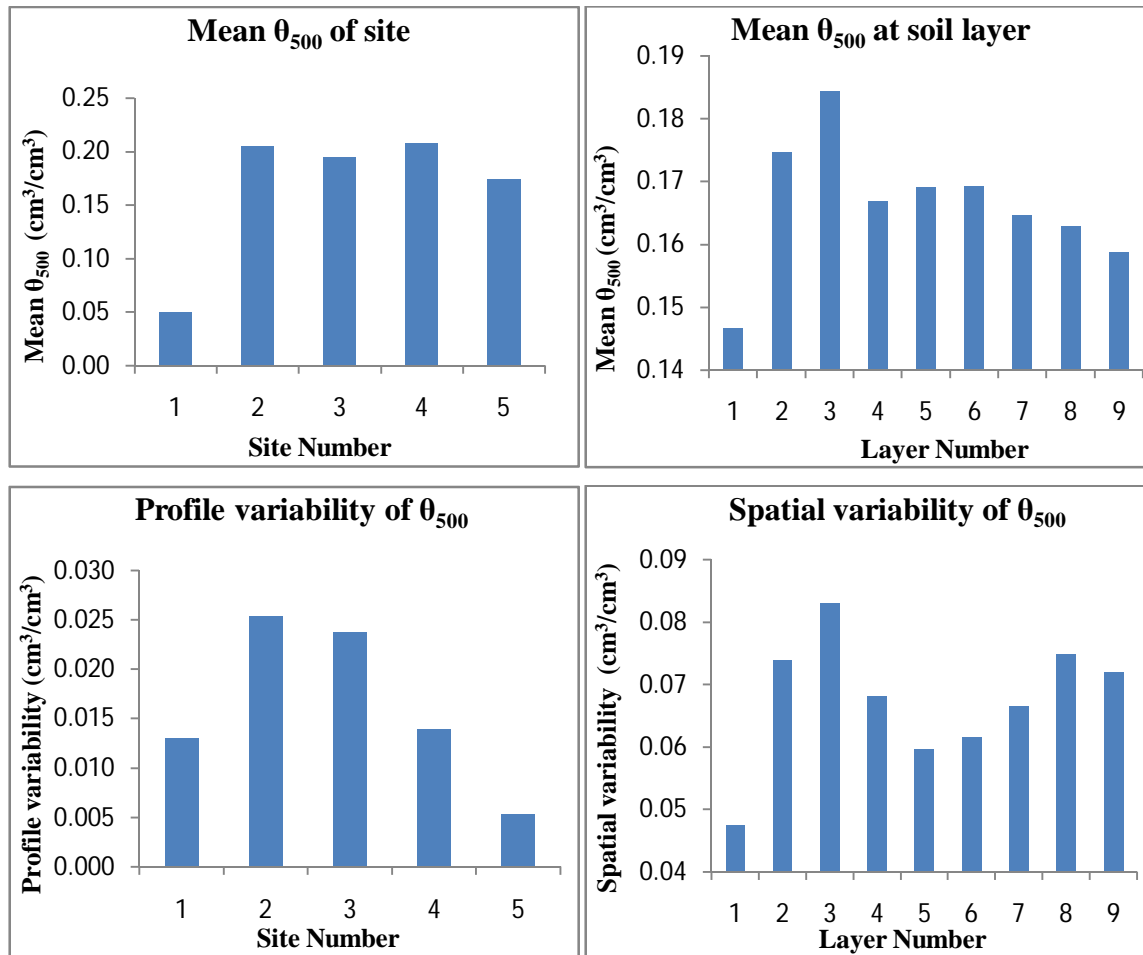 Mean θ500 of site
Mean θ500 (cm³/cm³)
0.25
0.20
0.15
0.10
0.05
0.00
1 2 3 4 5
Site Number
Mean θ500 at soil layer
Mean θ500 (cm³/cm³)
0.19
0.18
0.17
0.16
0.15
0.14
1 2 3 4 5 6 7 8 9
Layer Number
Profile variability of θ500
Profile variability (cm³/cm³)
0.030
0.025
0.020
0.015
0.010
0.005
0.000
1 2 3 4 5
Site Number
Spatial variability of θ500
Spatial variability (cm³/cm³)
0.09
0.08
0.07
0.06
0.05
0.04
1 2 3 4 5 6 7 8 9
Layer Number